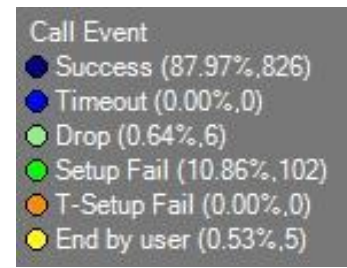 Call Event
Success (87.97%,826)
Timeout (0.00%,0)
Drop (0.64%,6)
Setup Fail (10.86%,102)
T-Setup Fail (0.00%,0)
End by user (0.53%,5)